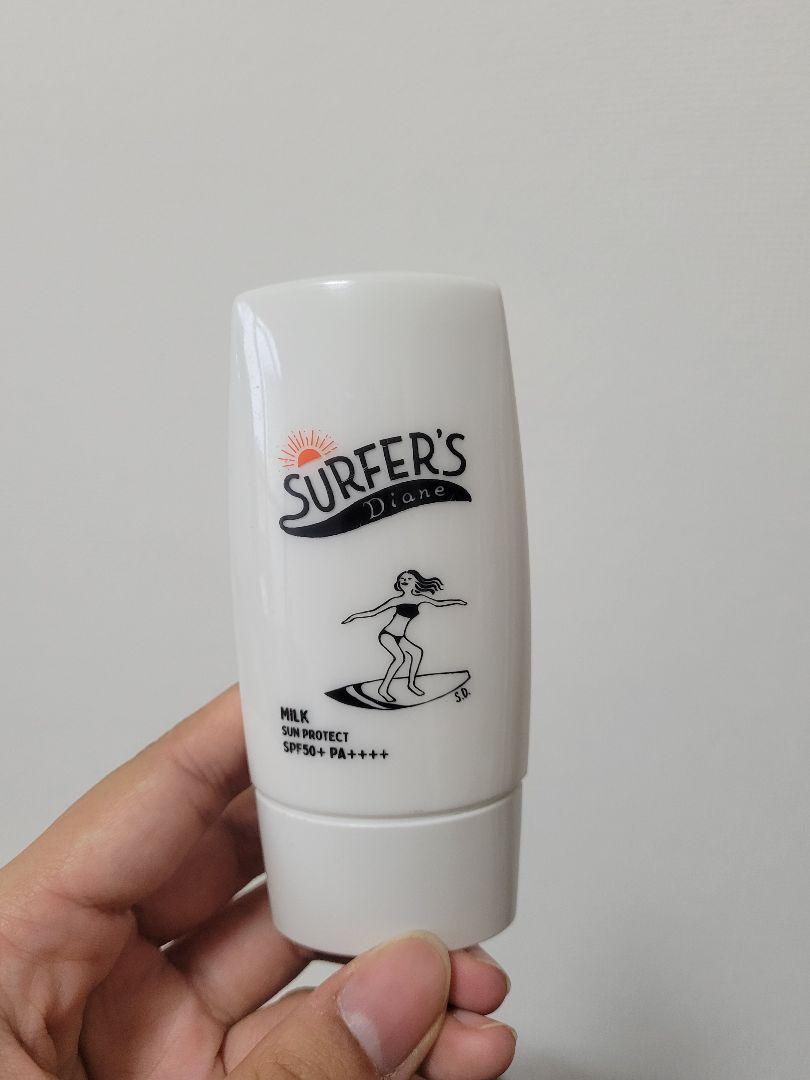 SURFER'S
Diane
S.D.
MILK
SUN PROTECT
SPF50+ PA++++